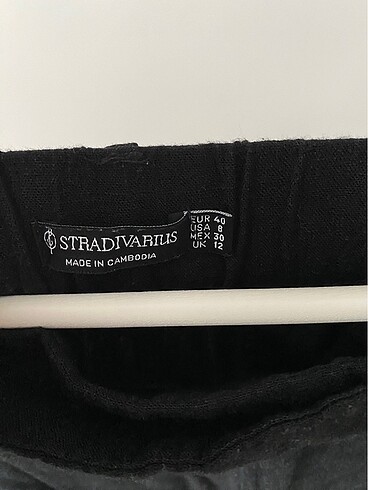 STRADIVARIUS
MADE IN CAMBODIA
EUR 40
USA 8
MEX 30
UK 12